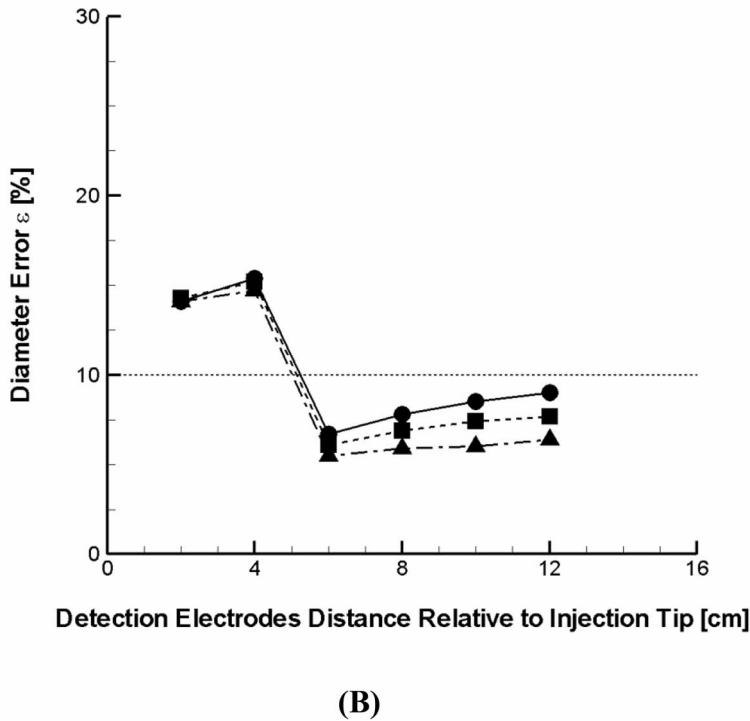 30
20
10
0
Diameter Error ε [%]
0 4 8 12 16
Detection Electrodes Distance Relative to Injection Tip [cm]
(B)